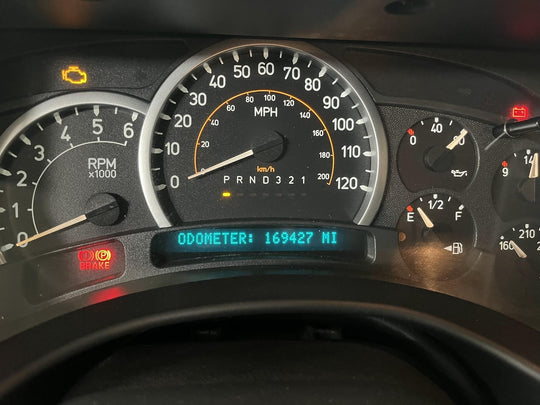 0 1 2 3 4 5 6
RPM
x1000
BRAKE
0 10 20 30 40 50 60 70 80 90 100 110 120
MPH
0 20 40 60 80 100 120 140 160 180 200
km/h
P R N D 3 2 1
ODOMETER: 169427 MI
0 40 80
E 1/2 F
9 14
160 210